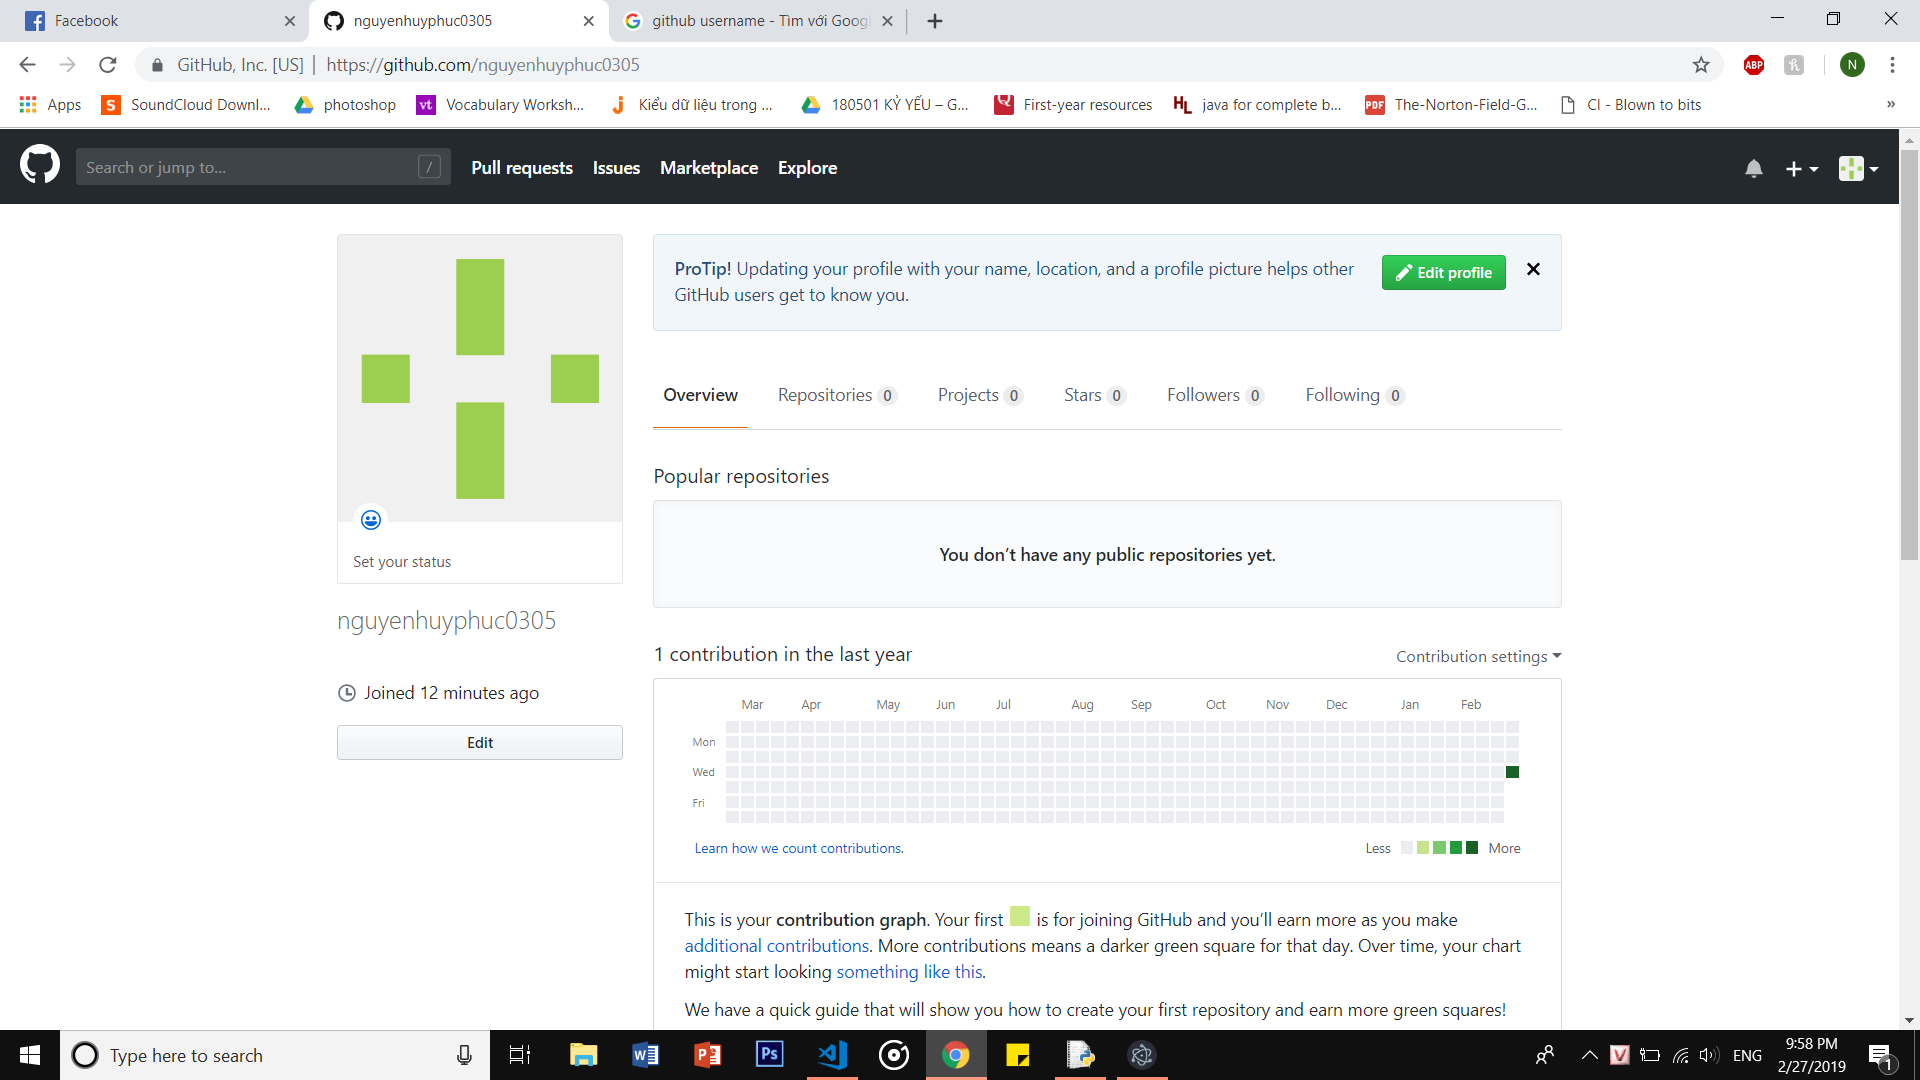 Facebook
nguyenhuyphuc0305
github username - Tìm với Goog
GitHub, Inc. [US] | https://github.com/nguyenhuyphuc0305
ABP
N
Apps
SoundCloud Downl...
photoshop
vt
Vocabulary Worksh...
Kiểu dữ liệu trong ...
180501 KỶ YẾU – G...
First-year resources
HL
java for complete b...
PDF
The-Norton-Field-G...
CI - Blown to bits
»
Search or jump to...
/
Pull requests
Issues
Marketplace
Explore
ProTip! Updating your profile with your name, location, and a profile picture helps other
GitHub users get to know you.
Edit profile
Overview
Repositories 0
Projects 0
Stars 0
Followers 0
Following 0
Set your status
nguyenhuyphuc0305
Joined 12 minutes ago
Edit
Popular repositories
You don’t have any public repositories yet.
1 contribution in the last year
Contribution settings
Mar Apr May Jun Jul Aug Sep Oct Nov Dec Jan Feb
Mon
Wed
Fri
Learn how we count contributions.
Less
More
This is your contribution graph. Your first is for joining GitHub and you’ll earn more as you make
additional contributions. More contributions means a darker green square for that day. Over time, your chart
might start looking something like this.
We have a quick guide that will show you how to create your first repository and earn more green squares!
Type here to search
Ps
V
ENG
9:58 PM
2/27/2019
1